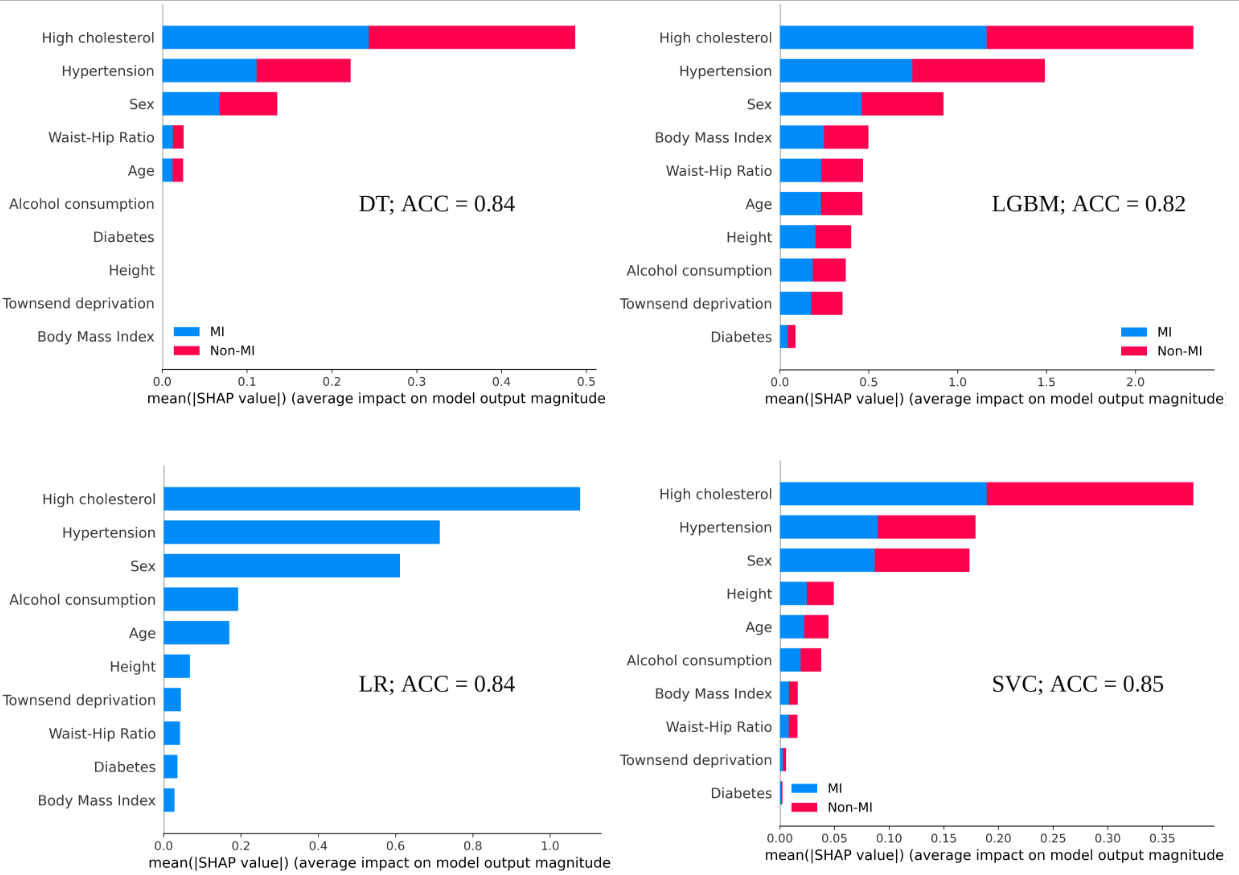 High cholesterol
Hypertension
Sex
Waist-Hip Ratio
Age
Alcohol consumption
Diabetes
Height
Townsend deprivation
Body Mass Index
DT; ACC = 0.84
MI
Non-MI
0.0 0.1 0.2 0.3 0.4 0.5
mean(|SHAP value|) (average impact on model output magnitude
High cholesterol
Hypertension
Sex
Body Mass Index
Waist-Hip Ratio
Age
Height
Alcohol consumption
Townsend deprivation
Diabetes
LGBM; ACC = 0.82
MI
Non-MI
0.0 0.5 1.0 1.5 2.0
mean(|SHAP value|) (average impact on model output magnitude
High cholesterol
Hypertension
Sex
Alcohol consumption
Age
Height
Townsend deprivation
Waist-Hip Ratio
Diabetes
Body Mass Index
LR; ACC = 0.84
0.0 0.2 0.4 0.6 0.8 1.0
mean(|SHAP value|) (average impact on model output magnitude
High cholesterol
Hypertension
Sex
Height
Age
Alcohol consumption
Body Mass Index
Waist-Hip Ratio
Townsend deprivation
Diabetes
SVC; ACC = 0.85
MI
Non-MI
0.00 0.05 0.10 0.15 0.20 0.25 0.30 0.35
mean(|SHAP value|) (average impact on model output magnitude